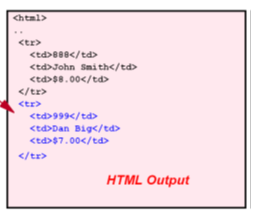 <html>
..
<tr>
<td>888</td>
<td>John Smith</td>
<td>$8.00</td>
</tr>
<tr>
<td>999</td>
<td>Dan Big</td>
<td>$7.00</td>
</tr>
HTML Output